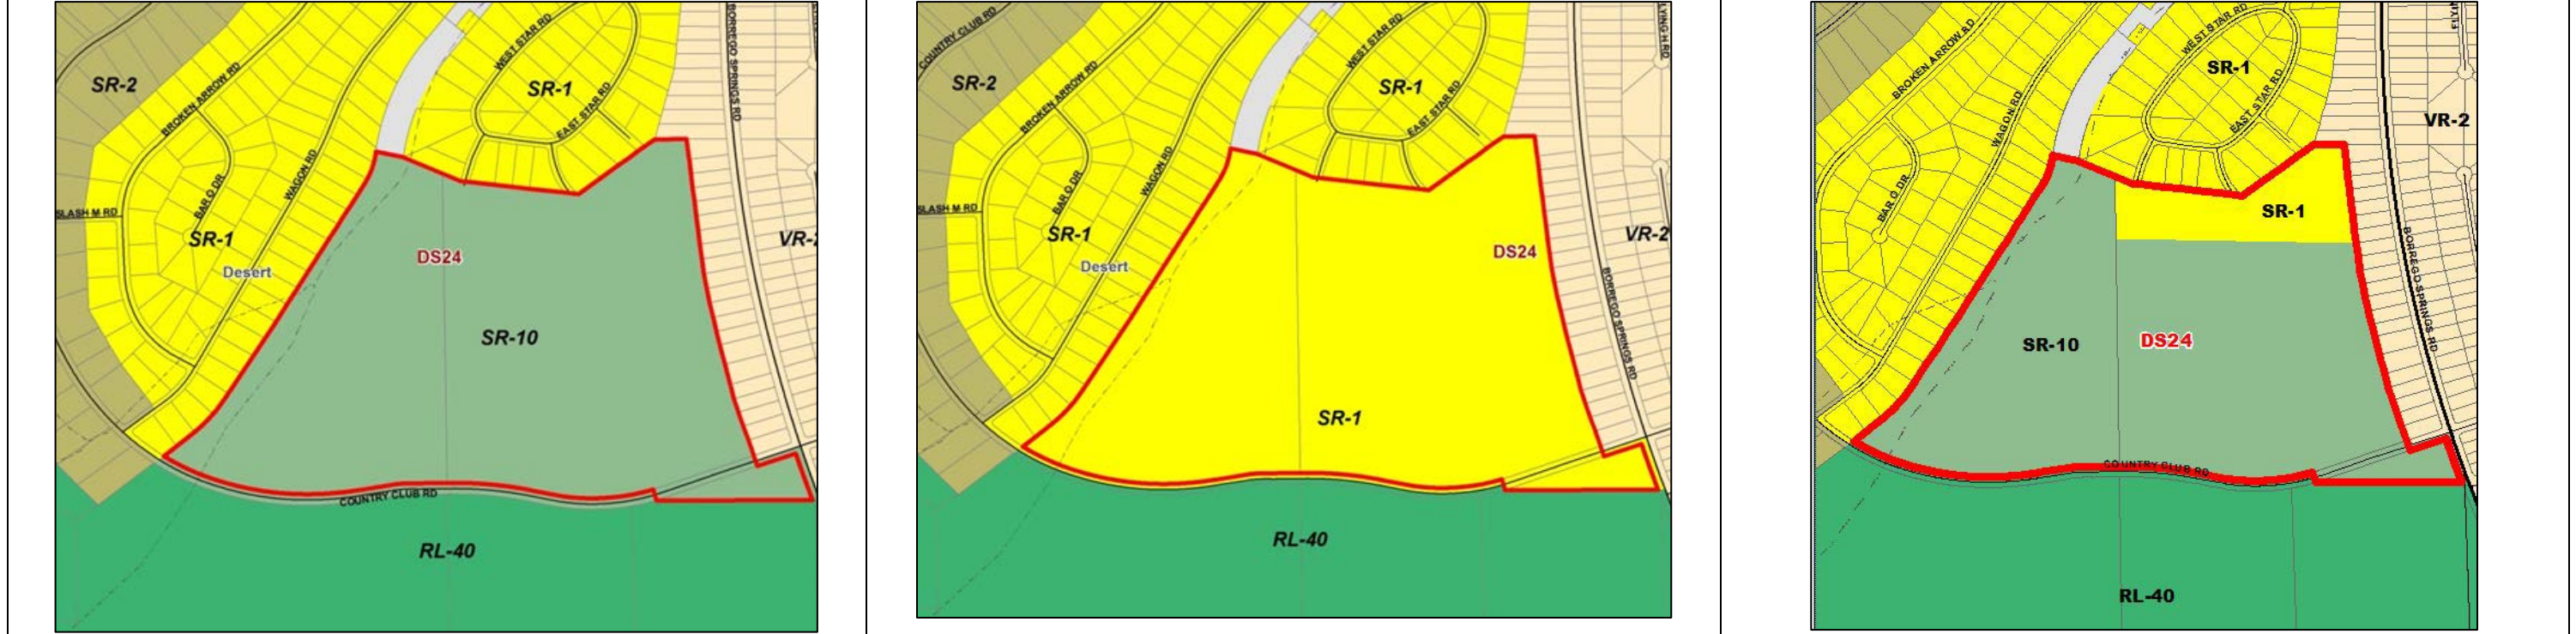 SR-2
BROKEN ARROW RD
WEST STAR RD
SR-1
EAST STAR RD
BORREGO SPRINGS RD
BAR O DR
WAGON RD
SLASH M RD
SR-1
Desert
DS24
VR-2
SR-10
COUNTRY CLUB RD
RL-40
COUNTRY CLUB RD
SR-2
BROKEN ARROW RD
WEST STAR RD
SR-1
EAST STAR RD
BAR O DR
WAGON RD
SLASH M RD
SR-1
Desert
DS24
VR-2
BORREGO SPRINGS RD
SR-1
RL-40
BROKEN ARROW RD
WEST STAR RD
SR-1
EAST STAR RD
WAGON RD
BAR O DR
VR-2
SR-1
BORREGO SPRINGS RD
SR-10
DS24
COUNTRY CLUB RD
RL-40